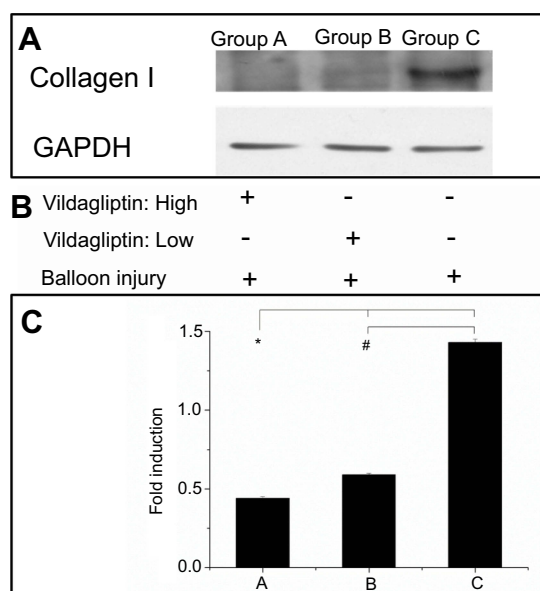 A
Group A Group B Group C
Collagen I
GAPDH
B
Vildagliptin: High + - -
Vildagliptin: Low - + -
Balloon injury + + +
C
* #
1.5
1.0
0.5
0.0
Fold induction
A B C